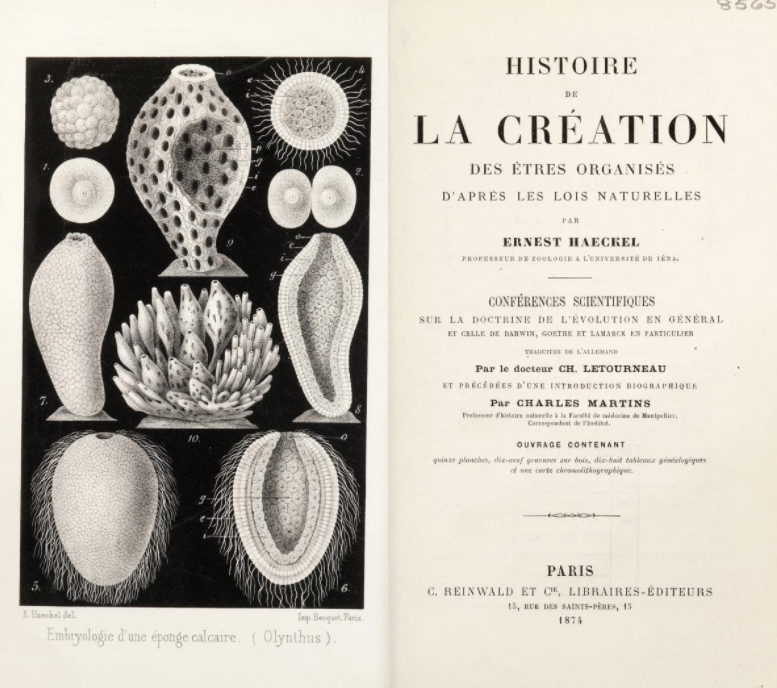 8565
3.
o
e
i
4.
1.
p
g
i
e
2.
9
o
e
i
g
7.
8
10.
O
g
e
i
5.
6.
E. Haeckel del.
Imp. Becquet, Paris.
Embryologie d'une éponge calcaire. ( Olynthus ).
HISTOIRE
DE
LA CRÉATION
DES ÊTRES ORGANISÉS
D'APRÈS LES LOIS NATURELLES
PAR
ERNEST HAECKEL
PROFESSEUR DE ZOOLOGIE A L'UNIVERSITÉ DE IÉNA.
CONFÉRENCES SCIENTIFIQUES
SUR LA DOCTRINE DE L'ÉVOLUTION EN GÉNÉRAL
ET CELLE DE DARWIN, GOETHE ET LAMARCK EN PARTICULIER
TRADUITES DE L'ALLEMAND
Par le docteur CH. LETOURNEAU
ET PRÉCÉDÉES D'UNE INTRODUCTION BIOGRAPHIQUE
Par CHARLES MARTINS
Professeur d'histoire naturelle à la Faculté de médecine de Montpellier,
Correspondant de l'Institut.
OUVRAGE CONTENANT
quinze planches, dix-neuf gravures sur bois, dix-huit tableaux généalogiques
et une carte chromolithographique.
PARIS
C. REINWALD ET Cie, LIBRAIRES-ÉDITEURS
15, RUE DES SAINTS-PÈRES, 15
1874